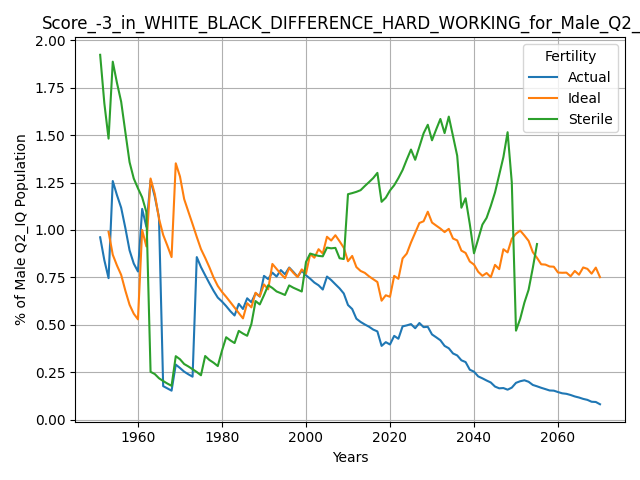 Score_-3_in_WHITE_BLACK_DIFFERENCE_HARD_WORKING_for_Male_Q2_
2.00
1.75
1.50
1.25
1.00
0.75
0.50
0.25
0.00
% of Male Q2_IQ Population
Fertility
Actual
Ideal
Sterile
1960
1980
2000
2020
2040
2060
Years